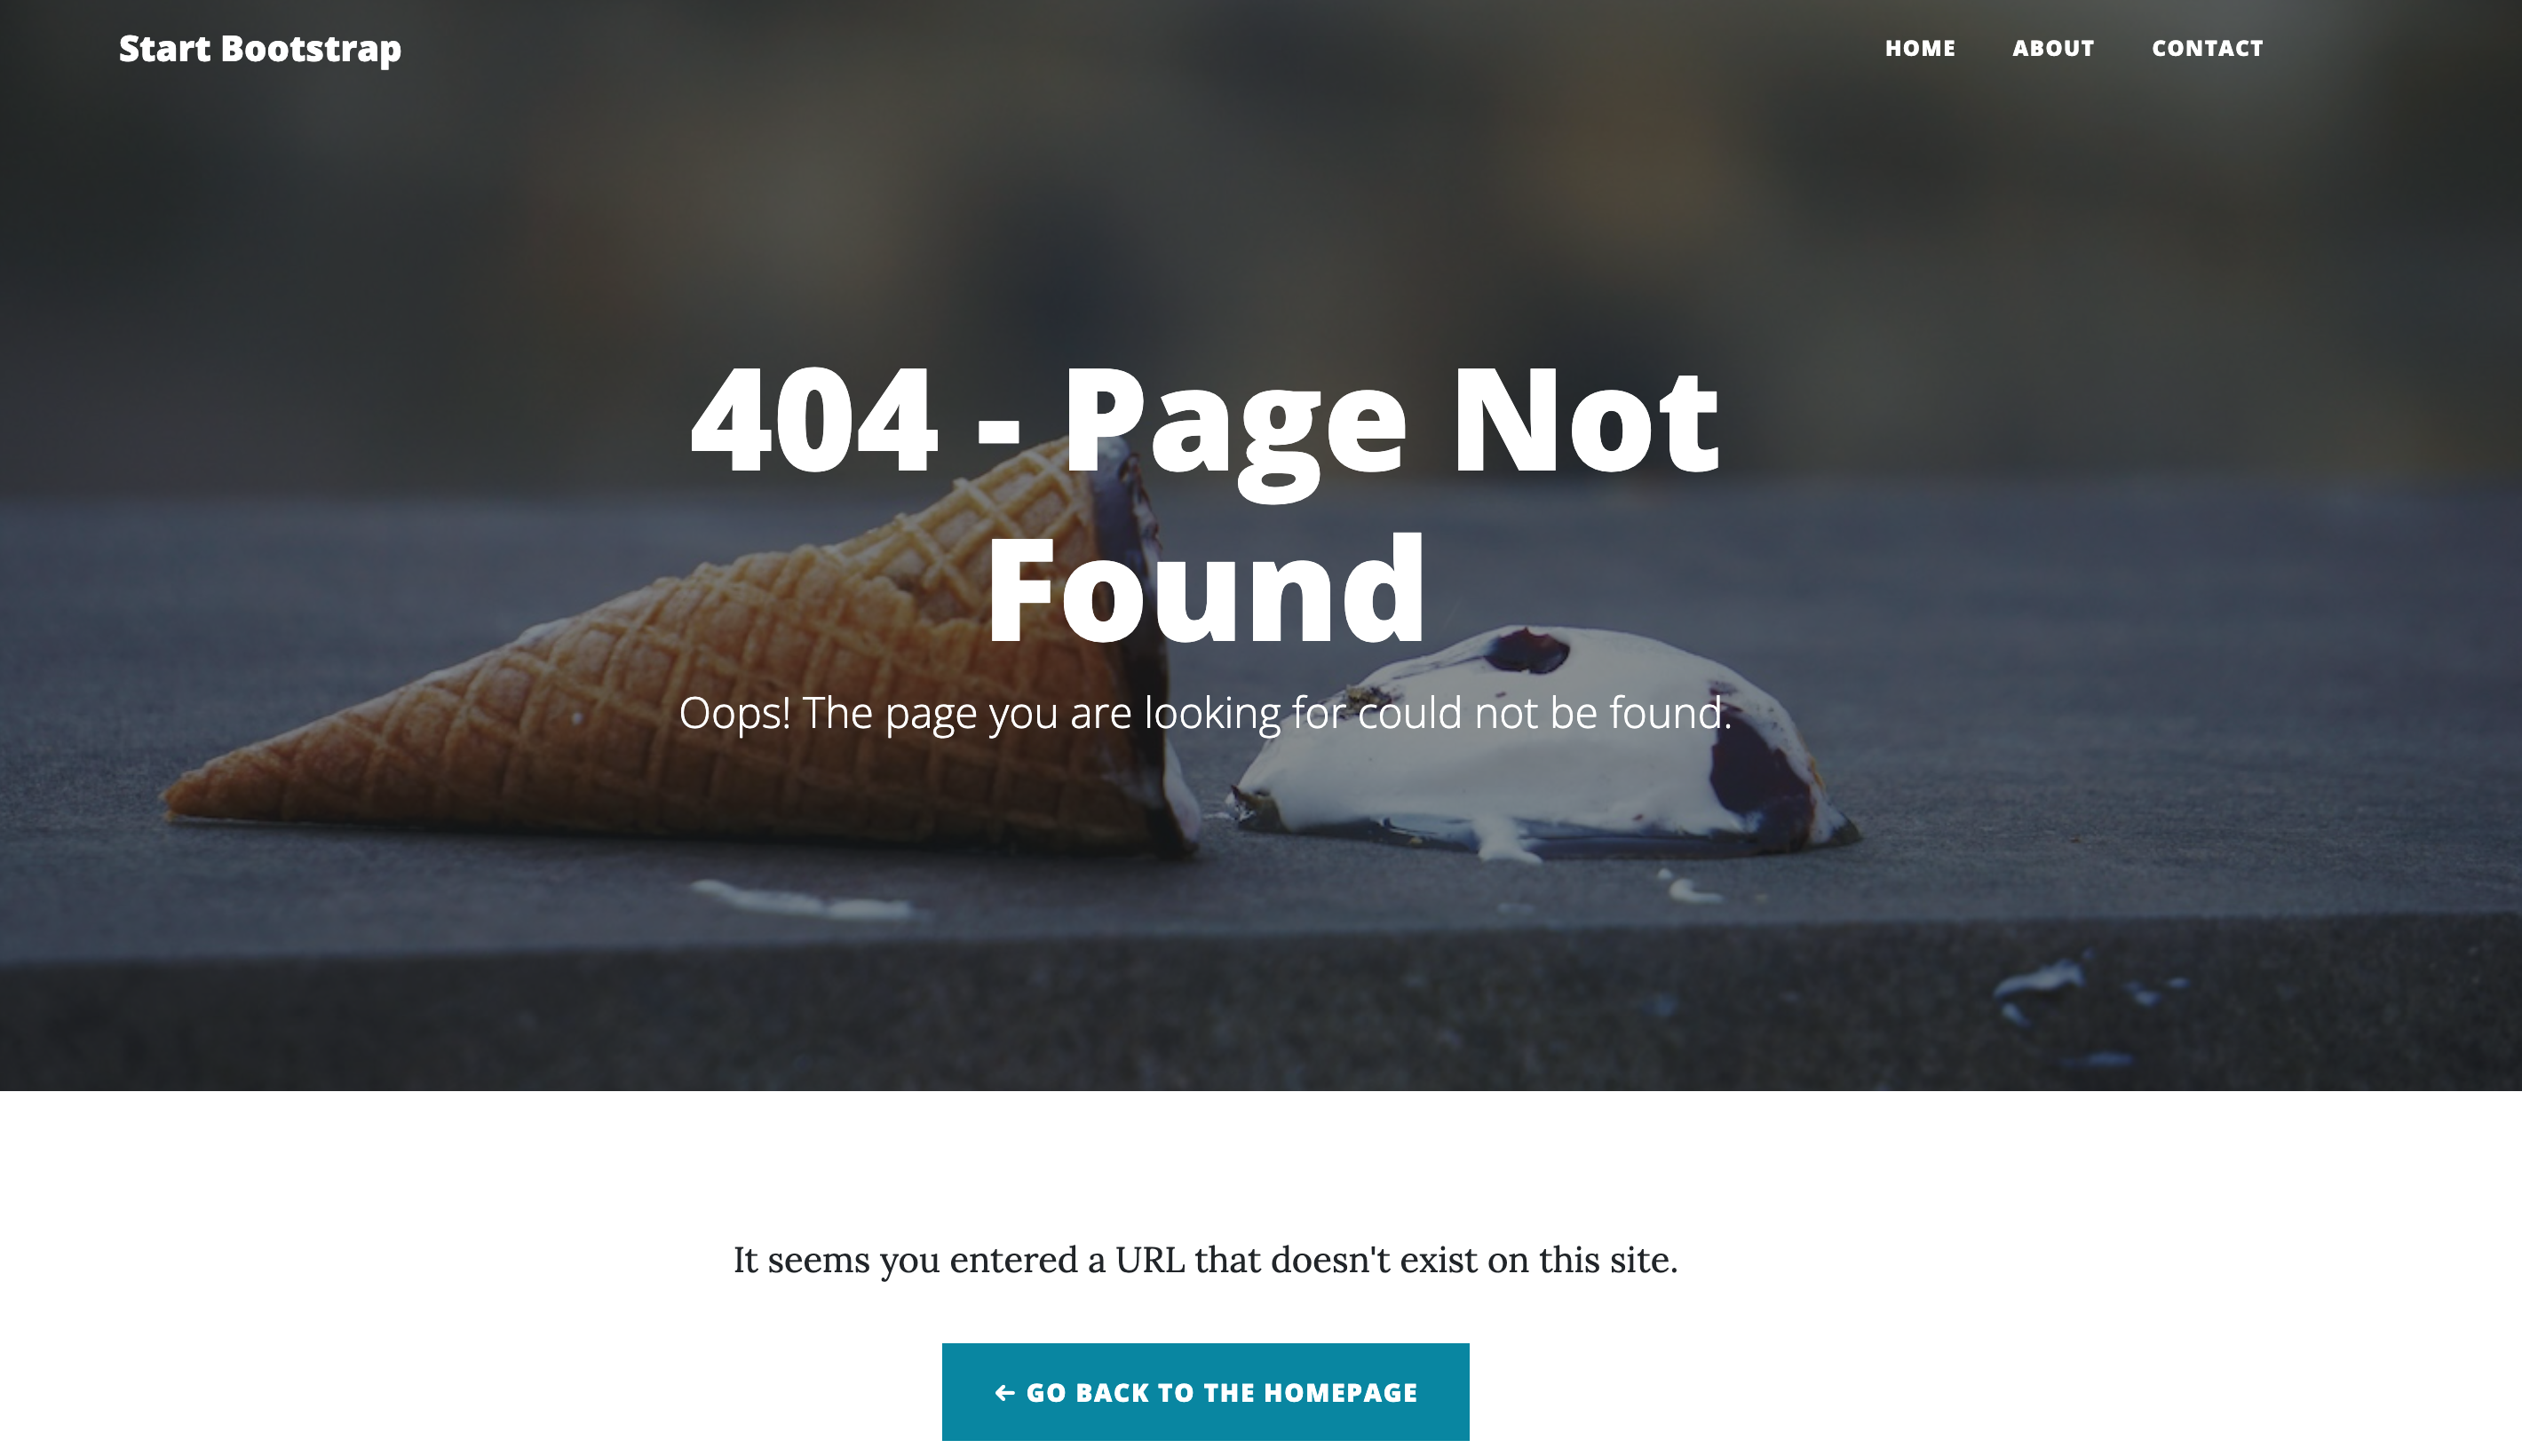 Start Bootstrap
HOME ABOUT CONTACT
404 - Page Not
Found
Oops! The page you are looking for could not be found.
It seems you entered a URL that doesn't exist on this site.
← GO BACK TO THE HOMEPAGE